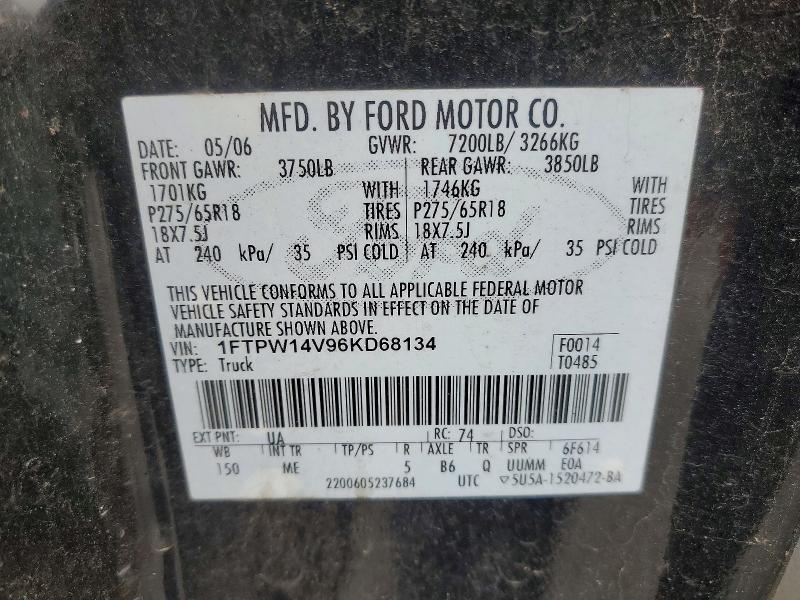 MFD. BY FORD MOTOR CO.
DATE: 05/06 GVWR: 7200LB/ 3266KG
FRONT GAWR: 3750LB REAR GAWR: 3850LB
1701KG WITH 1746KG WITH
P275/65R18 TIRES P275/65R18 TIRES
18X7.5J RIMS 18X7.5J RIMS
AT 240 kPa/ 35 PSI COLD AT 240 kPa/ 35 PSI COLD
THIS VEHICLE CONFORMS TO ALL APPLICABLE FEDERAL MOTOR
VEHICLE SAFETY STANDARDS IN EFFECT ON THE DATE OF
MANUFACTURE SHOWN ABOVE.
VIN: 1FTPW14V96KD68134 F0014
TYPE: Truck T0485
EXT PNT: UA RC: 74 DSO:
WB INT TR TP/PS R AXLE TR SPR 6F614
150 ME 5 B6 Q UUMM E0A
2200605237684 UTC ▽5U5A-1520472-BA